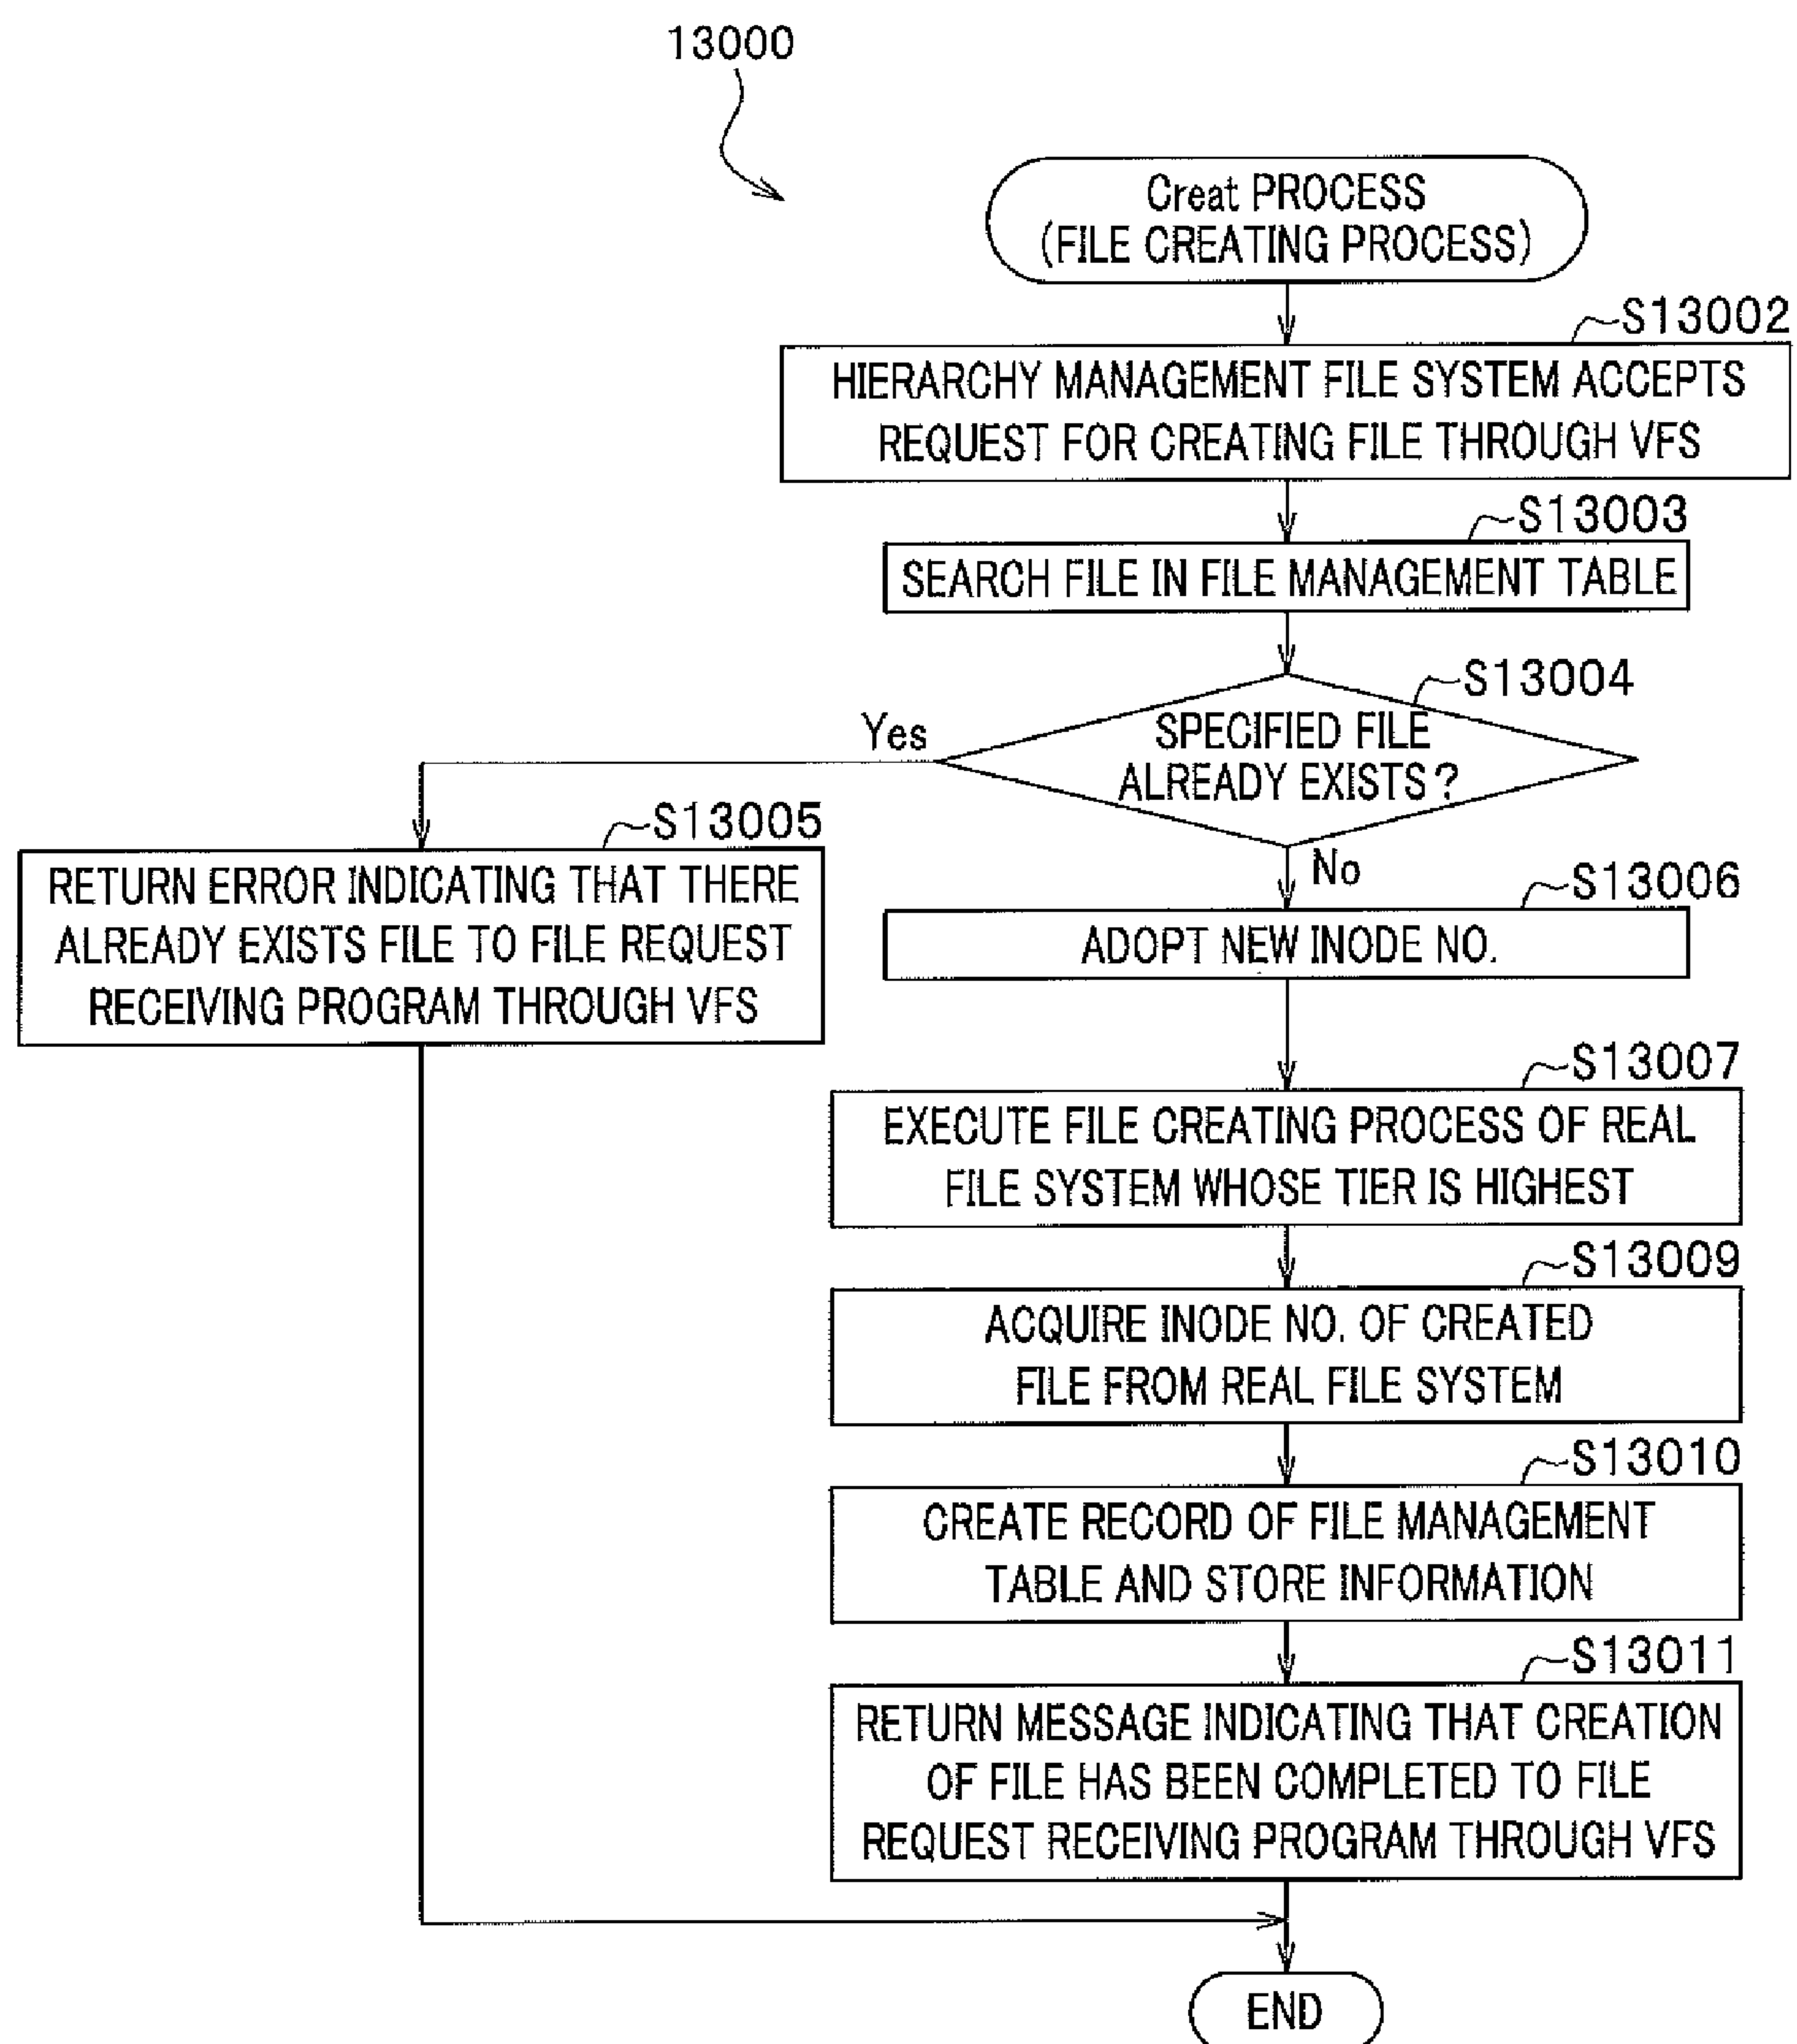 13000
Creat PROCESS
(FILE CREATING PROCESS)
S13002
HIERARCHY MANAGEMENT FILE SYSTEM ACCEPTS
REQUEST FOR CREATING FILE THROUGH VFS
S13003
SEARCH FILE IN FILE MANAGEMENT TABLE
S13004
SPECIFIED FILE
ALREADY EXISTS?
Yes
S13005
RETURN ERROR INDICATING THAT THERE
ALREADY EXISTS FILE TO FILE REQUEST
RECEIVING PROGRAM THROUGH VFS
No
S13006
ADOPT NEW INODE NO.
S13007
EXECUTE FILE CREATING PROCESS OF REAL
FILE SYSTEM WHOSE TIER IS HIGHEST
S13009
ACQUIRE INODE NO. OF CREATED
FILE FROM REAL FILE SYSTEM
S13010
CREATE RECORD OF FILE MANAGEMENT
TABLE AND STORE INFORMATION
S13011
RETURN MESSAGE INDICATING THAT CREATION
OF FILE HAS BEEN COMPLETED TO FILE
REQUEST RECEIVING PROGRAM THROUGH VFS
END